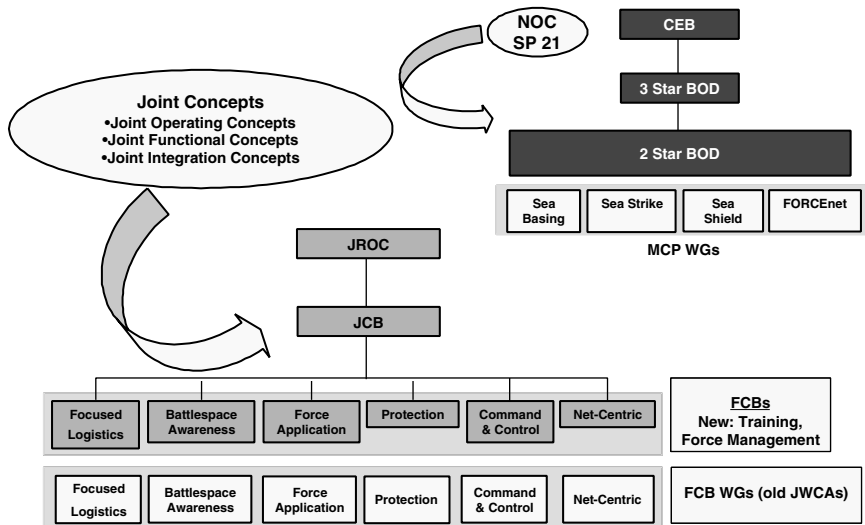 NOC
SP 21
CEB
3 Star BOD
2 Star BOD
Sea
Basing
Sea Strike
Sea
Shield
FORCEnet
MCP WGs
Joint Concepts
•Joint Operating Concepts
•Joint Functional Concepts
•Joint Integration Concepts
JROC
JCB
Focused
Logistics
Battlespace
Awareness
Force
Application
Protection
Command
& Control
Net-Centric
FCBs
New: Training,
Force Management
Focused
Logistics
Battlespace
Awareness
Force
Application
Protection
Command
& Control
Net-Centric
FCB WGs (old JWCAs)